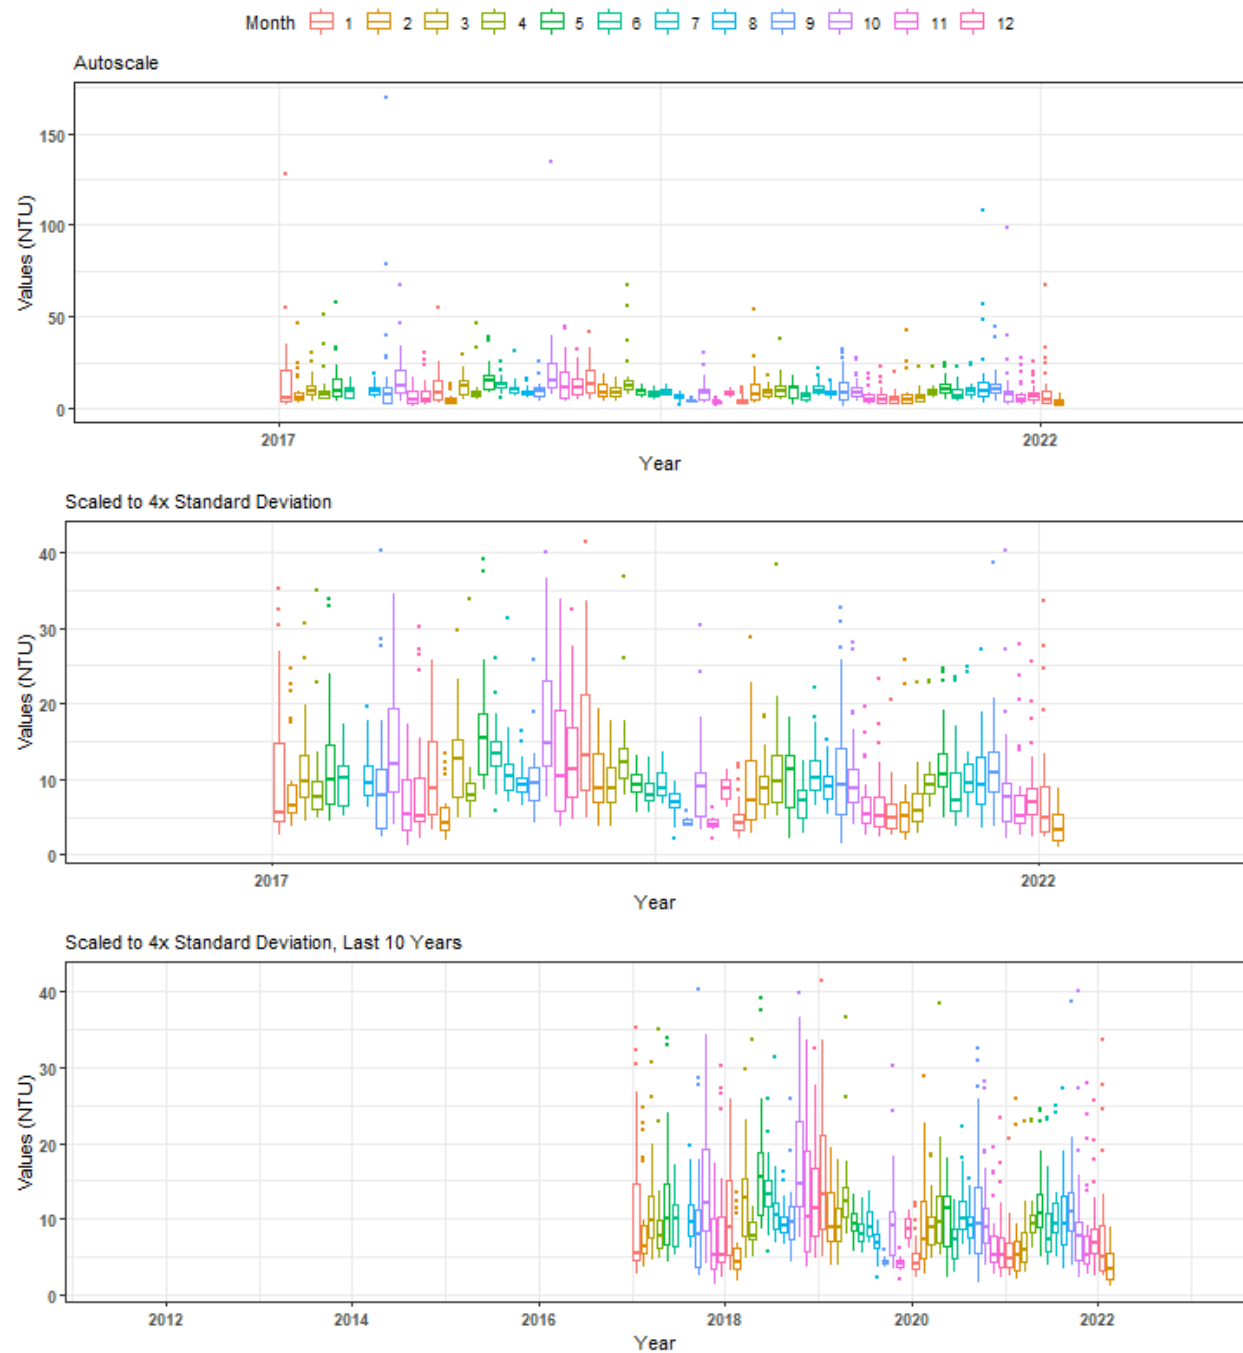 Month 1 2 3 4 5 6 7 8 9 10 11 12
Autoscale
150
100
50
0
Values (NTU)
2017 2022
Year
Scaled to 4x Standard Deviation
40
30
20
10
0
Values (NTU)
2017 2022
Year
Scaled to 4x Standard Deviation, Last 10 Years
40
30
20
10
0
Values (NTU)
2012 2014 2016 2018 2020 2022
Year